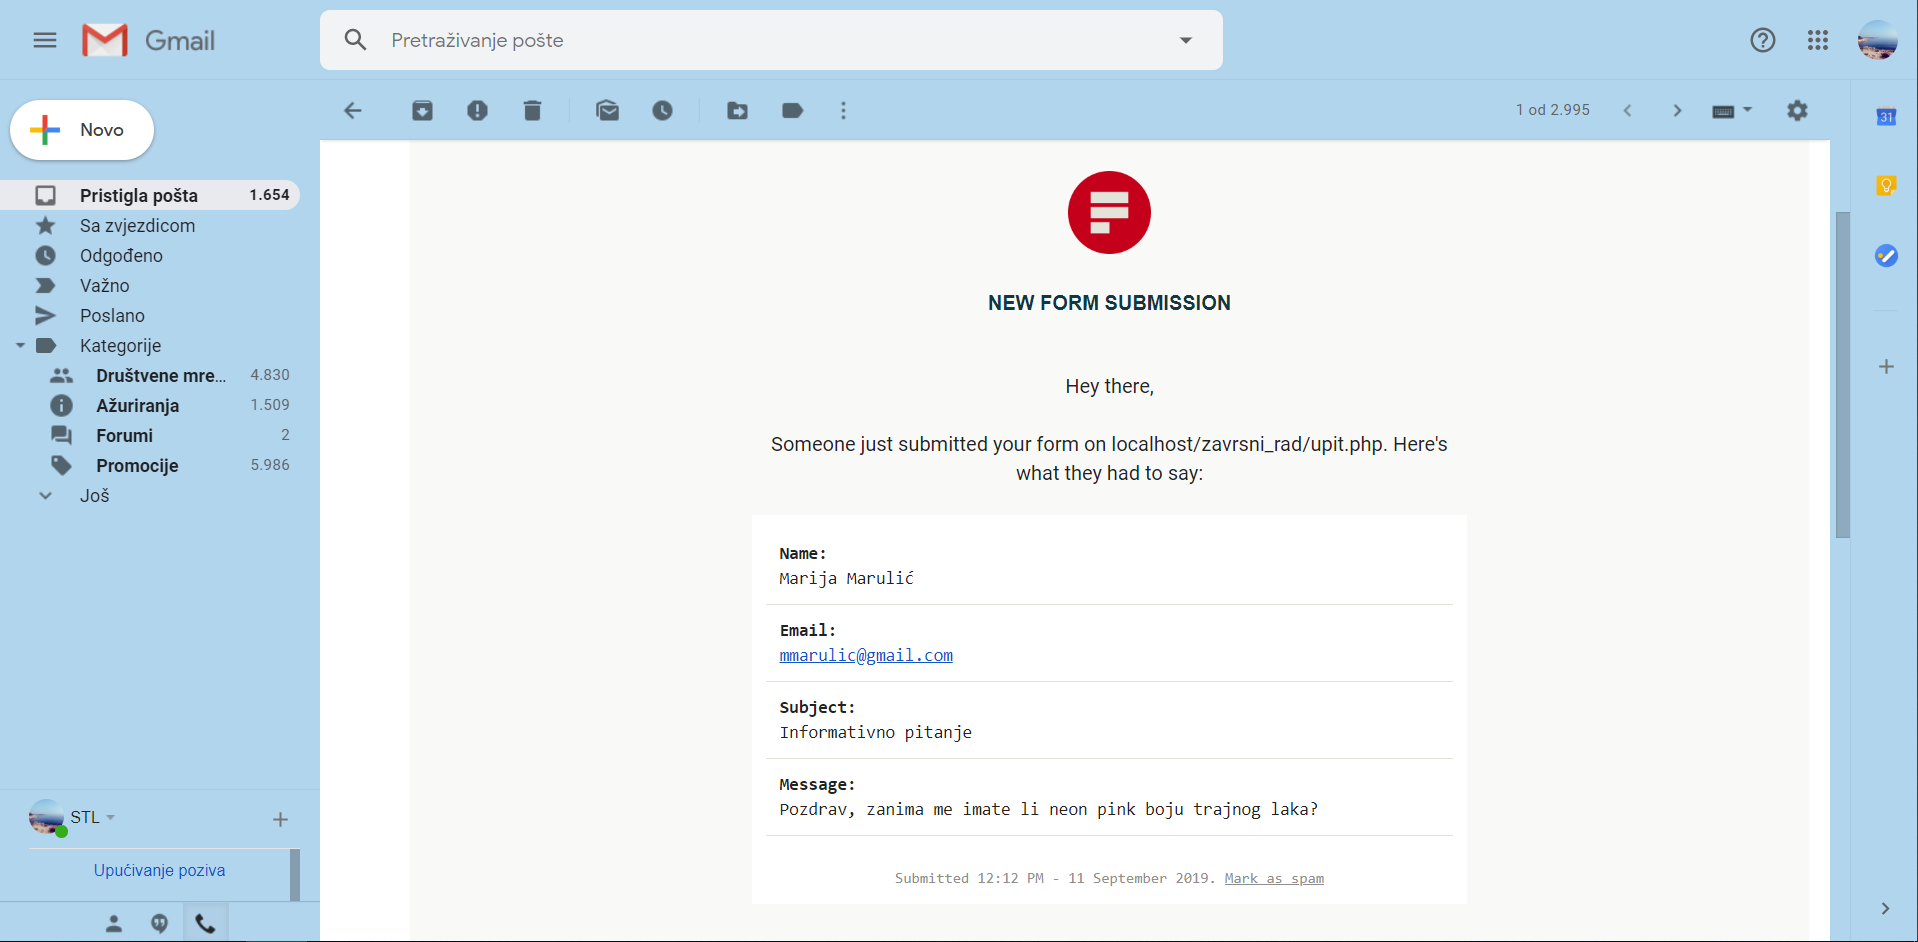 Gmail
Pretraživanje pošte
Novo
1 od 2.995
31
Pristigla pošta 1.654
Sa zvjezdicom
Odgođeno
Važno
Poslano
Kategorije
Društvene mre... 4.830
Ažuriranja 1.509
Forumi 2
Promocije 5.986
Još
STL
Upućivanje poziva
NEW FORM SUBMISSION
Hey there,
Someone just submitted your form on localhost/zavrsni_rad/upit.php. Here's
what they had to say:
Name:
Marija Marulić
Email:
mmarulic@gmail.com
Subject:
Informativno pitanje
Message:
Pozdrav, zanima me imate li neon pink boju trajnog laka?
Submitted 12:12 PM - 11 September 2019. Mark as spam